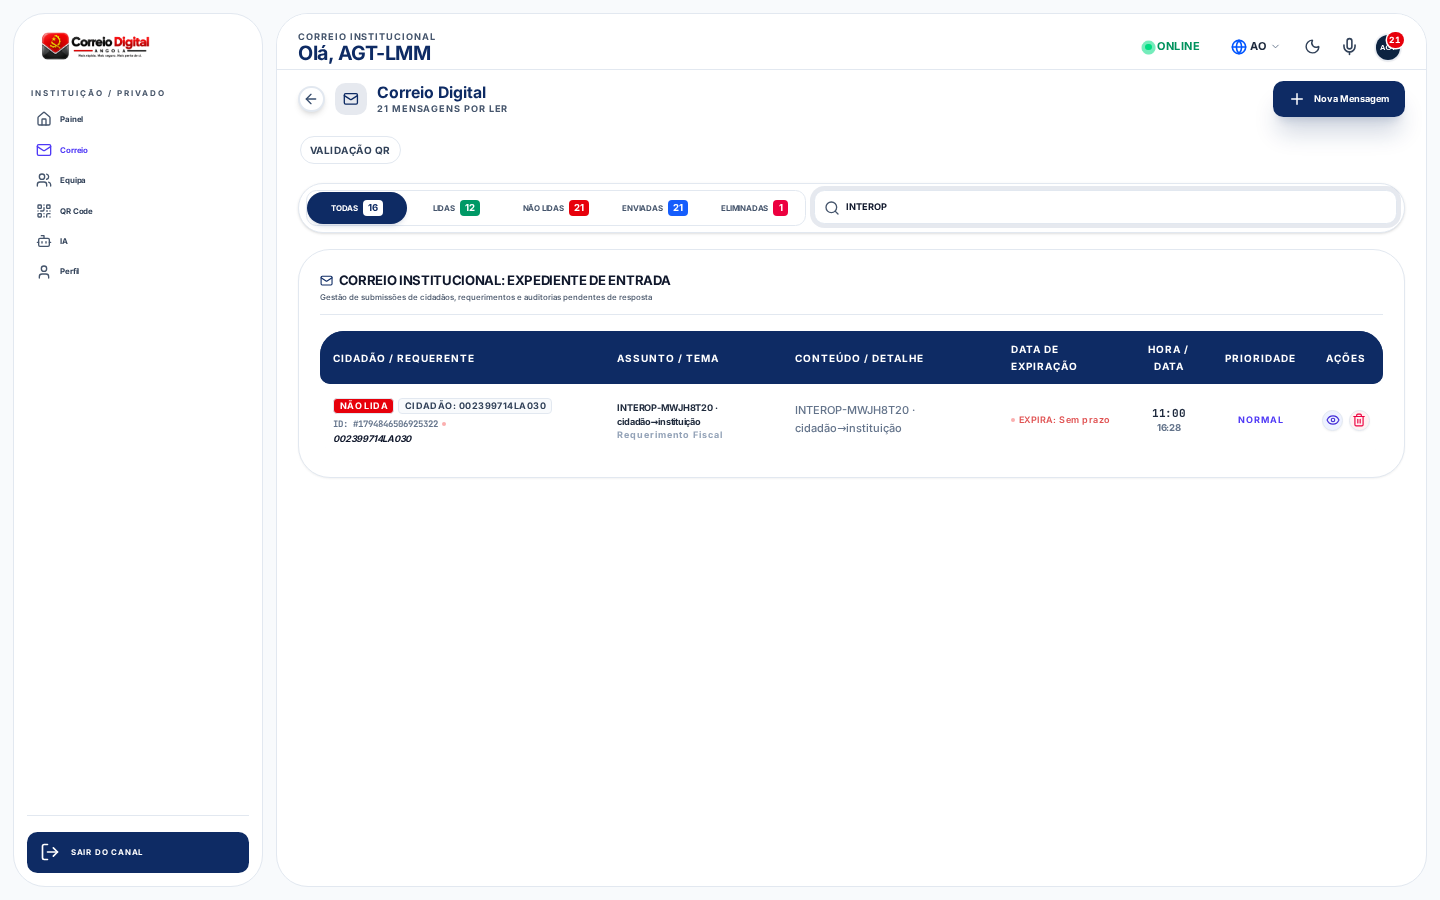 Correio Digital
ANGOLA
INSTITUIÇÃO / PRIVADO
Painel
Correio
Equipa
QR Code
IA
Perfil
SAIR DO CANAL
CORREIO INSTITUCIONAL
Olá, AGT-LMM
ONLINE
AO
21
Correio Digital
21 MENSAGENS POR LER
Nova Mensagem
VALIDAÇÃO QR
TODAS 16
LIDAS 12
NÃO LIDAS 21
ENVIADAS 21
ELIMINADAS 1
INTEROP
CORREIO INSTITUCIONAL: EXPEDIENTE DE ENTRADA
Gestão de submissões de cidadãos, requerimentos e auditorias pendentes de resposta
CIDADÃO / REQUERENTE
ASSUNTO / TEMA
CONTEÚDO / DETALHE
DATA DE
EXPIRAÇÃO
HORA /
DATA
PRIORIDADE
AÇÕES
NÃO LIDA CIDADÃO: 002399714LA030
ID: #1794846586925322
002399714LA030
INTEROP-MWJH8T20 ·
cidadão→instituição
Requerimento Fiscal
INTEROP-MWJH8T20 ·
cidadão→instituição
EXPIRA: Sem prazo
11:00
16:28
NORMAL